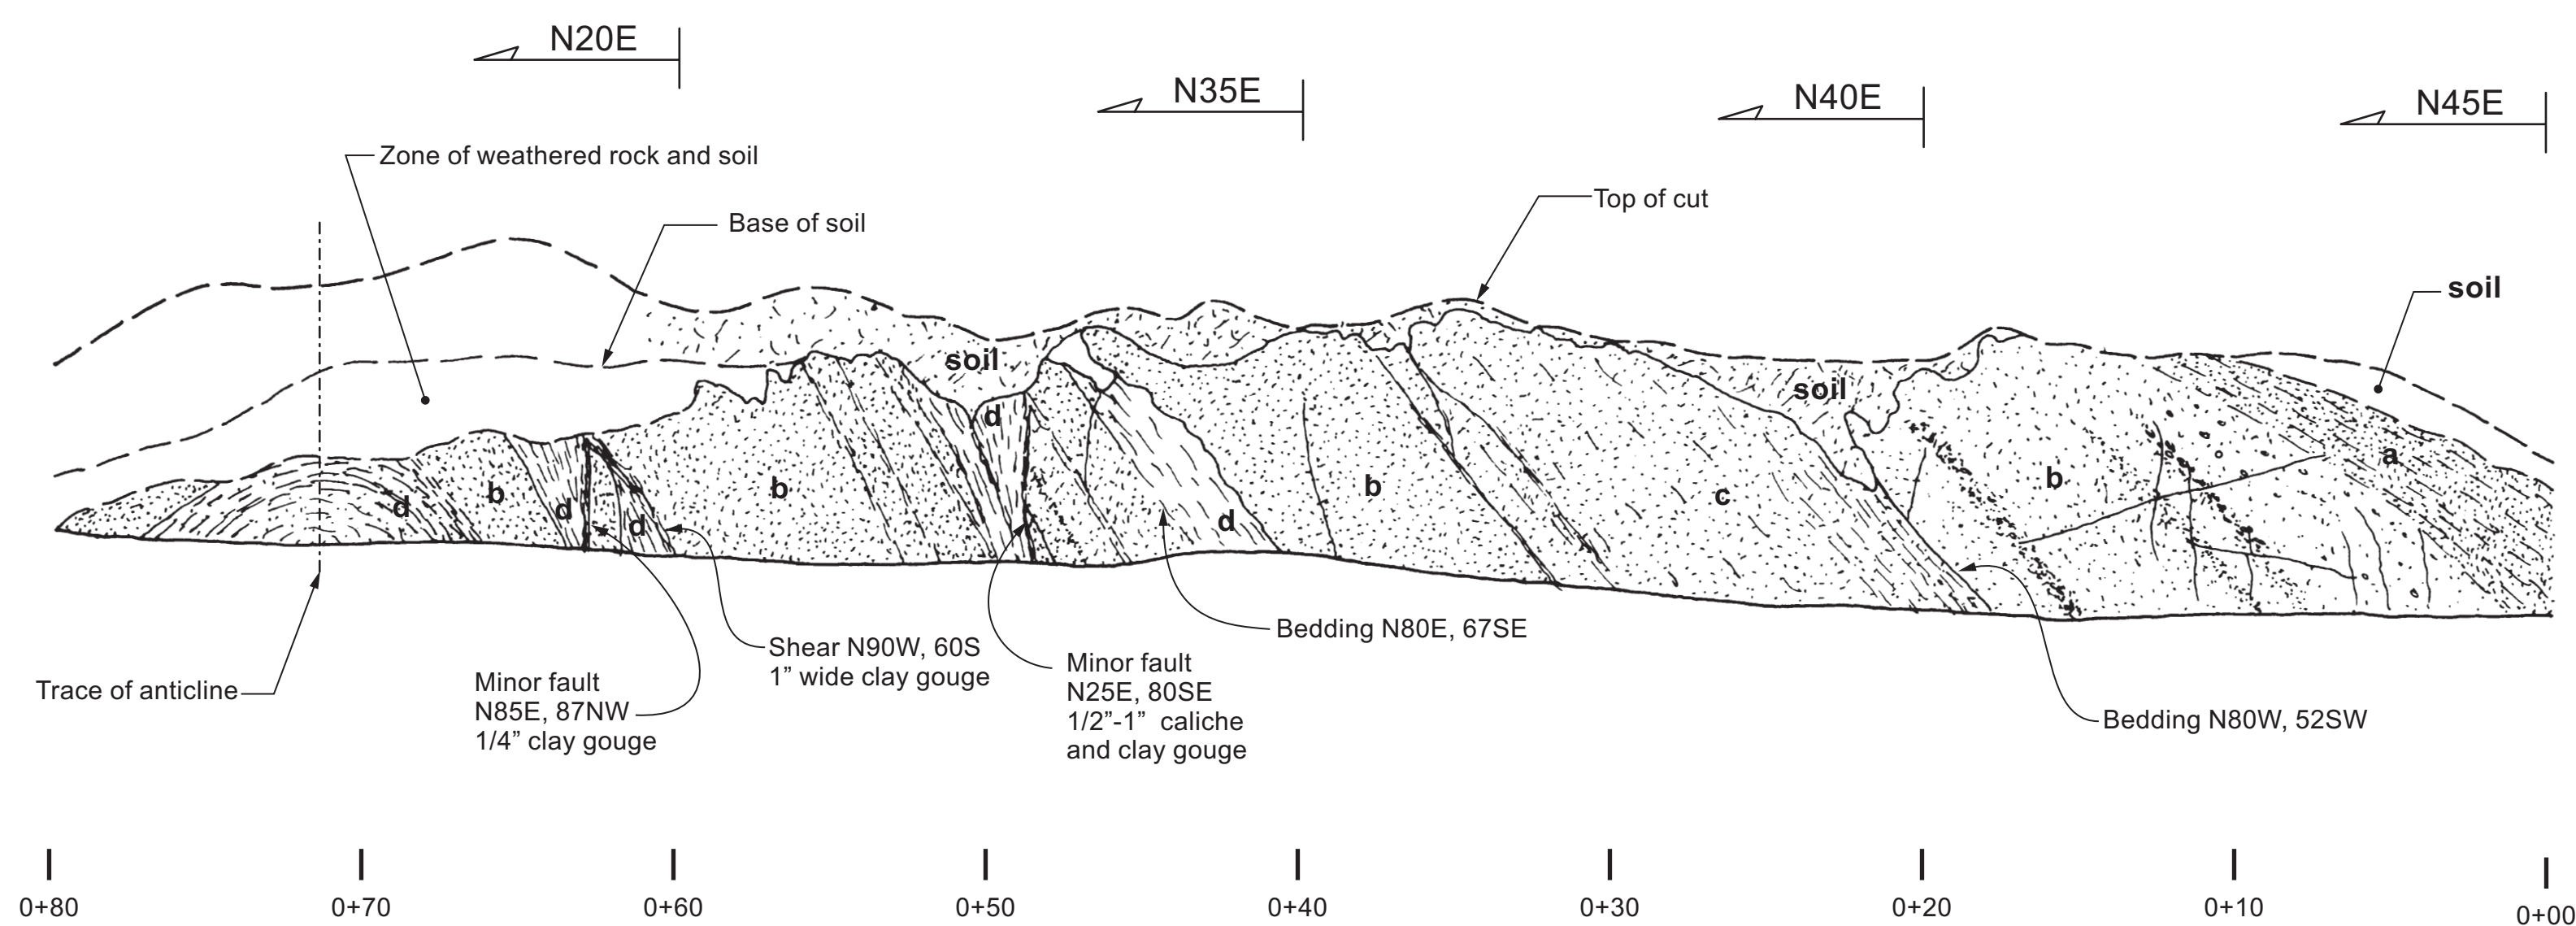 N20E
N35E
N40E
N45E
Zone of weathered rock and soil
Base of soil
Top of cut
soil
soil
soil
d
a
b
b
b
b
c
d
d
d
d
Bedding N80E, 67SE
Shear N90W, 60S
1” wide clay gouge
Minor fault
N25E, 80SE
1/2”-1” caliche
and clay gouge
Minor fault
N85E, 87NW
1/4” clay gouge
Trace of anticline
Bedding N80W, 52SW
0+80
0+70
0+60
0+50
0+40
0+30
0+20
0+10
0+00